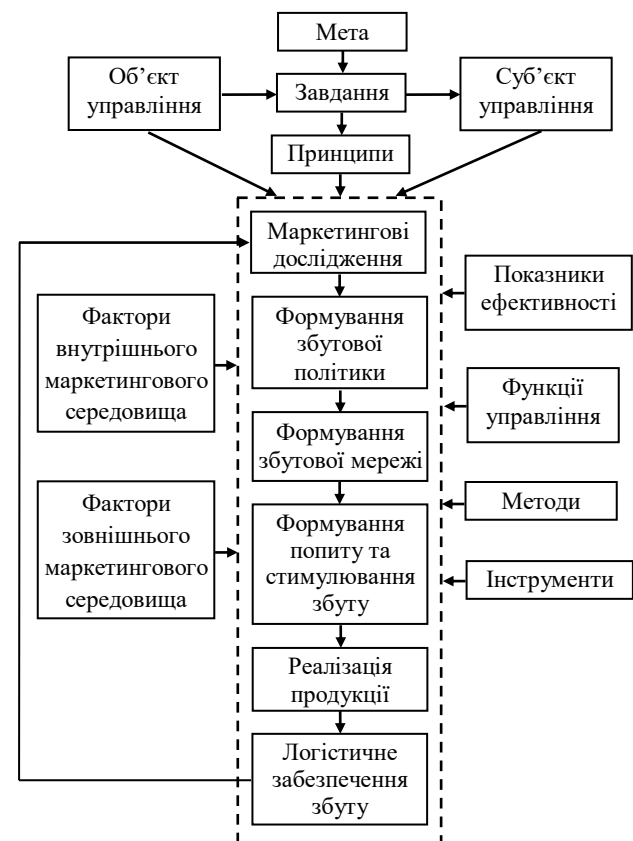 Мета
Об’єкт
управління
Завдання
Суб’єкт
управління
Принципи
Маркетингові
дослідження
Показники
ефективності
Фактори
внутрішнього
маркетингового
середовища
Формування
збутової
політики
Функції
управління
Формування
збутової мережі
Фактори
зовнішнього
маркетингового
середовища
Методи
Формування
попиту та
стимулювання
збуту
Інструменти
Реалізація
продукції
Логістичне
забезпечення
збуту